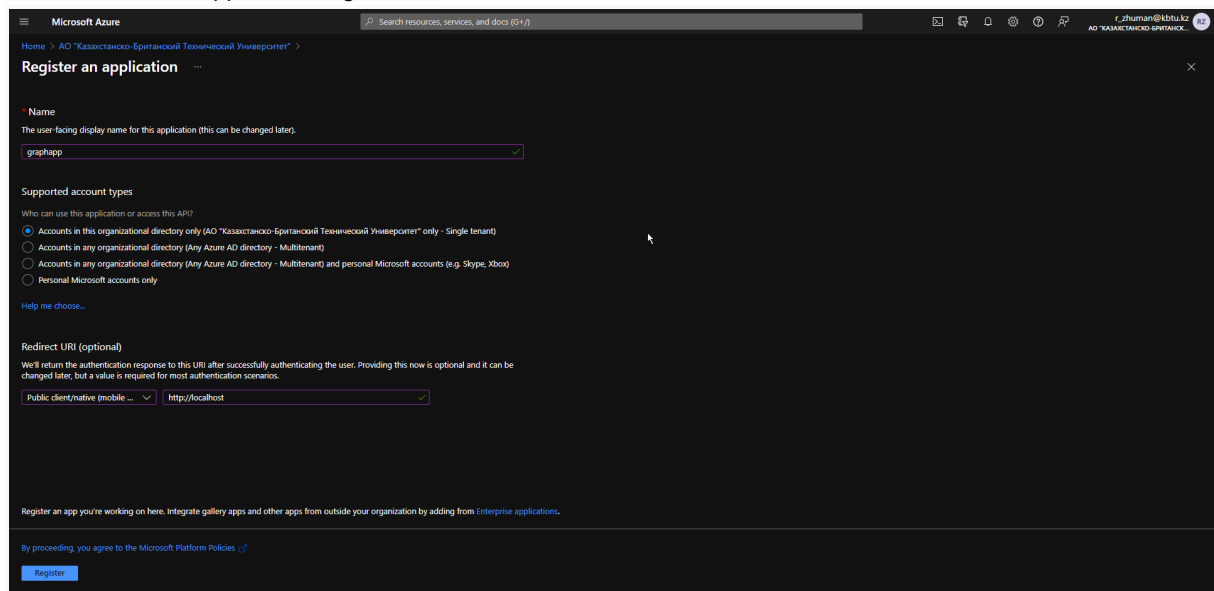 Microsoft Azure
Search resources, services, and docs (G+/)
r_zhuman@kbtu.kz
АО "КАЗАХСТАНСКО-БРИТАНСК...
RZ
Home > АО "Казахстанско-Британский Технический Университет" >
Register an application ...
* Name
The user-facing display name for this application (this can be changed later).
graphapp
Supported account types
Who can use this application or access this API?
Accounts in this organizational directory only (АО "Казахстанско-Британский Технический Университет" only - Single tenant)
Accounts in any organizational directory (Any Azure AD directory - Multitenant)
Accounts in any organizational directory (Any Azure AD directory - Multitenant) and personal Microsoft accounts (e.g. Skype, Xbox)
Personal Microsoft accounts only
Help me choose...
Redirect URI (optional)
We'll return the authentication response to this URI after successfully authenticating the user. Providing this now is optional and it can be
changed later, but a value is required for most authentication scenarios.
Public client/native (mobile ...
http://localhost
Register an app you're working on here. Integrate gallery apps and other apps from outside your organization by adding from Enterprise applications.
By proceeding, you agree to the Microsoft Platform Policies
Register